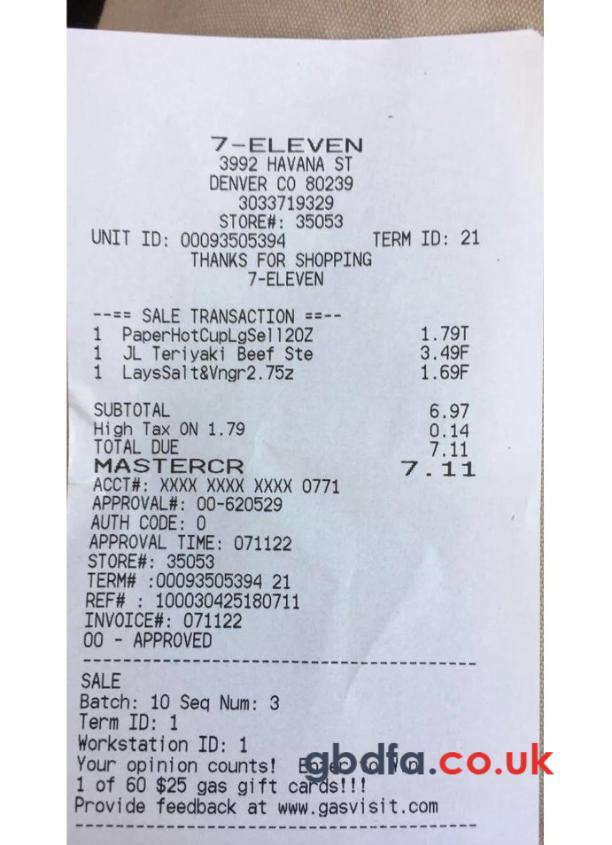 7-ELEVEN
3992 HAVANA ST
DENVER CO 80239
3033719329
STORE#: 35053
UNIT ID: 00093505394 TERM ID: 21
THANKS FOR SHOPPING
7-ELEVEN
--== SALE TRANSACTION ==--
1 PaperHotCupLgSell20Z 1.79T
1 JL Teriyaki Beef Ste 3.49F
1 LaysSalt&Vngr2.75z 1.69F
SUBTOTAL 6.97
High Tax ON 1.79 0.14
TOTAL DUE 7.11
MASTERCR 7.11
ACCT#: XXXX XXXX XXXX 0771
APPROVAL#: 00-620529
AUTH CODE: 0
APPROVAL TIME: 071122
STORE#: 35053
TERM# :00093505394 21
REF# : 100030425180711
INVOICE#: 071122
00 - APPROVED
--------------------------------------
SALE
Batch: 10 Seq Num: 3
Term ID: 1
Workstation ID: 1
Your opinion counts! Enter to Win
gbdfa.co.uk
1 of 60 $25 gas gift cards!!!
Provide feedback at www.gasvisit.com
--------------------------------------